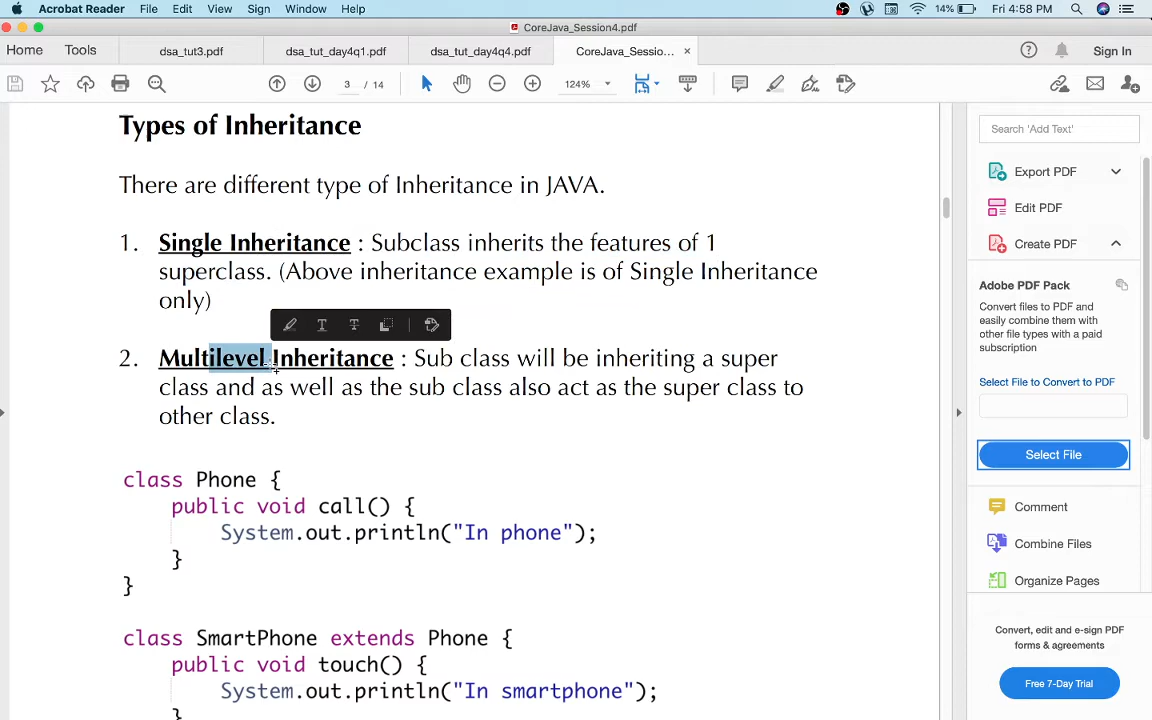 Acrobat Reader File Edit View Sign Window Help 14% Fri 4:58 PM
CoreJava_Session4.pdf
Home Tools dsa_tut3.pdf dsa_tut_day4q1.pdf dsa_tut_day4q4.pdf CoreJava_Sessio... × Sign In
3 / 14 124%
Types of Inheritance
There are different type of Inheritance in JAVA.
1. Single Inheritance : Subclass inherits the features of 1
superclass. (Above inheritance example is of Single Inheritance
only)
2. Multilevel Inheritance : Sub class will be inheriting a super
class and as well as the sub class also act as the super class to
other class.
class Phone {
public void call() {
System.out.println("In phone");
}
}
class SmartPhone extends Phone {
public void touch() {
System.out.println("In smartphone");
}
Search 'Add Text'
Export PDF
Edit PDF
Create PDF
Adobe PDF Pack
Convert files to PDF and
easily combine them with
other file types with a paid
subscription
Select File to Convert to PDF
Select File
Comment
Combine Files
Organize Pages
Convert, edit and e-sign PDF
forms & agreements
Free 7-Day Trial